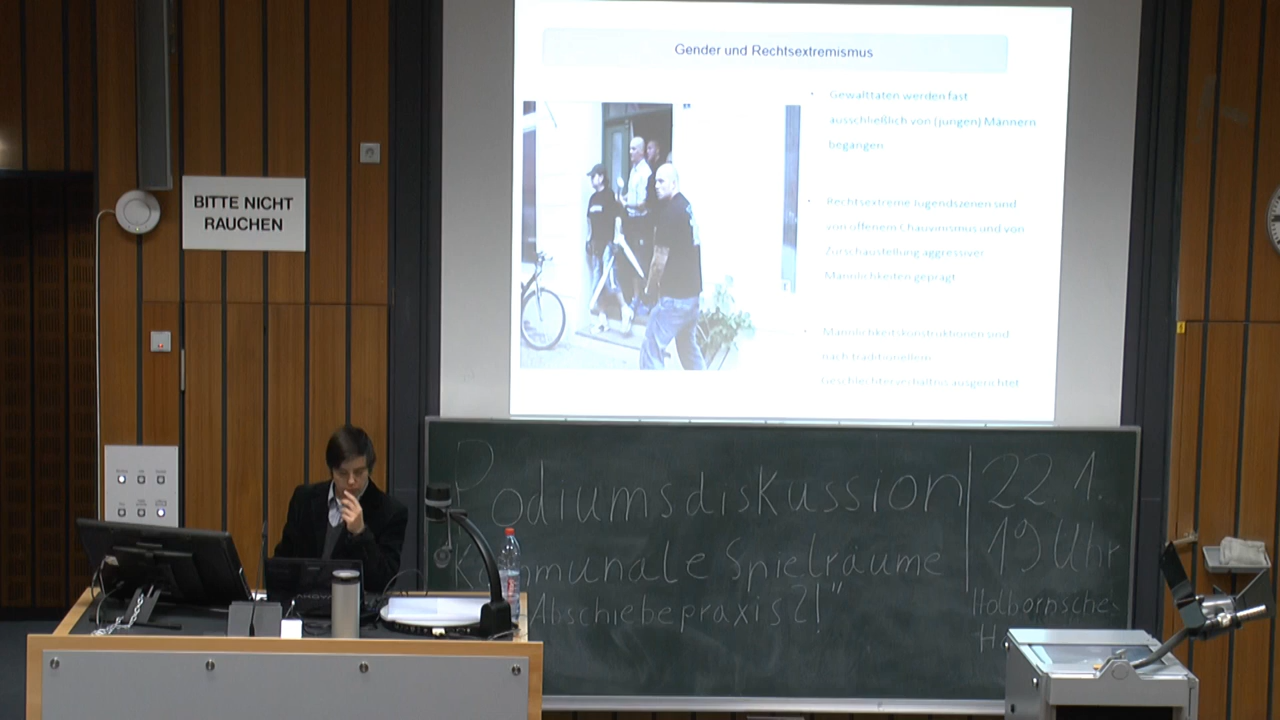 Gender und Rechtsextremismus
Gewalttaten werden fast
ausschließlich von (jungen) Männern
begangen
Rechtsextreme Jugendszenen sind
von offenem Chauvinismus und von
Zurschaustellung aggressiver
Männlichkeiten geprägt
Männlichkeitskonstruktionen sind
nach traditionellem
Geschlechterverhältnis ausgerichtet
BITTE NICHT
RAUCHEN
Podiumsdiskussion
Kommunale Spielräume
Abschiebepraxis?!"
22.1.
19 Uhr
Holbornsches